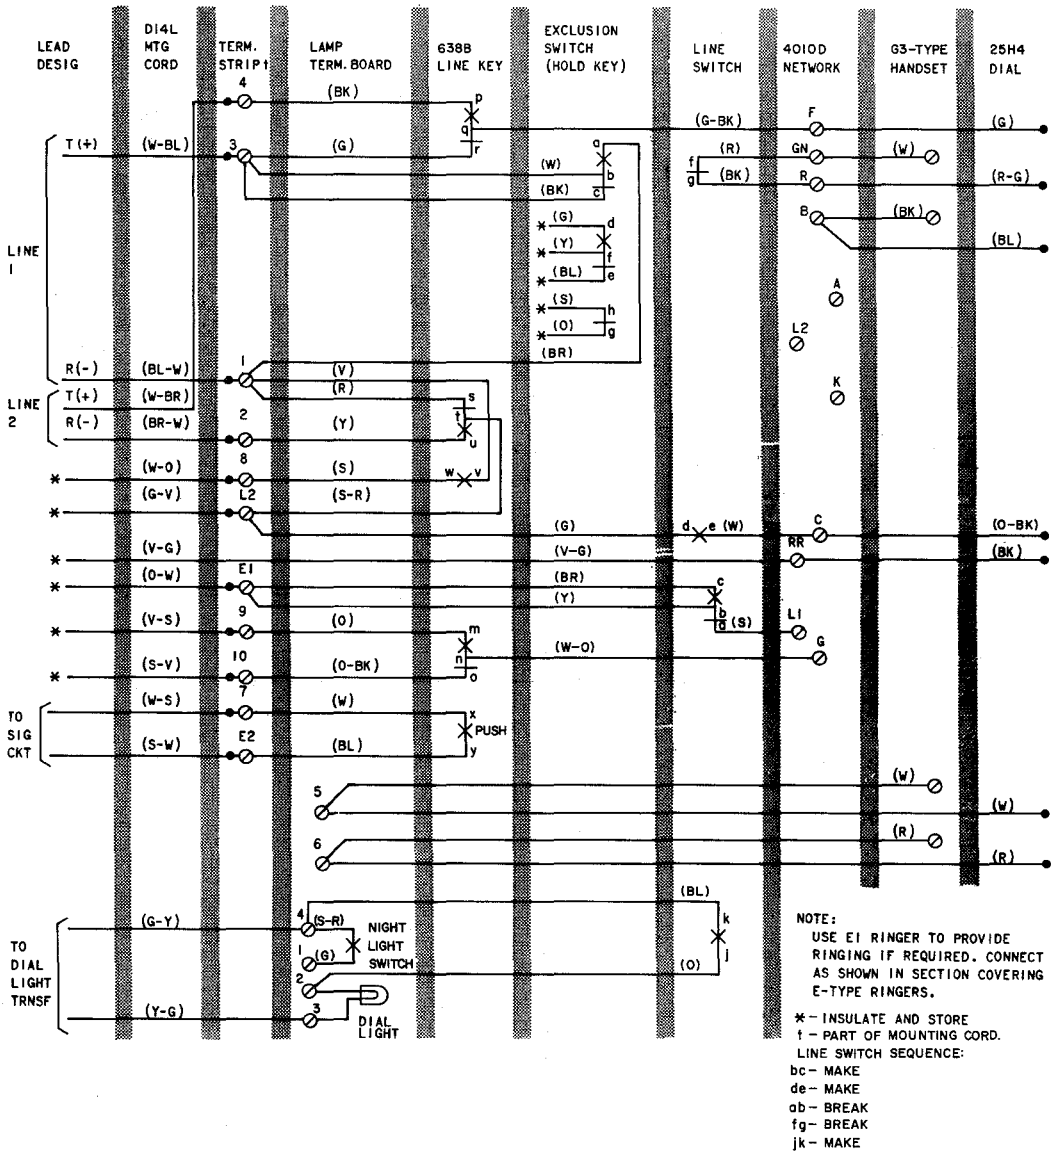 LEAD DESIG
D14L MTG CORD
TERM. STRIP†
LAMP TERM. BOARD
638B LINE KEY
EXCLUSION SWITCH (HOLD KEY)
LINE SWITCH
4010D NETWORK
G3-TYPE HANDSET
25H4 DIAL
4 (BK) p
q (G-BK) F (G)
T(+) (W-BL) 3 (G) r a f (R) GN (W)
(W) b g (BK) R (R-G)
(BK) c
(G) d B (BK)
* (Y) f (BL)
* (BL) e
*
LINE 1
A
* (S) h
* (O) g
L2
(BR)
R(-) (BL-W) 1 (V)
(R)
K
LINE 2
T(+) (W-BR) s
t
R(-) (BR-W) 2 (Y) u
* (W-O) 8 (S) w v
* (G-V) L2 (S-R)
(G) d e (W) C (O-BK)
* (V-G) (V-G) RR (BK)
* (O-W) E1 (BR) c
(Y) b
a (S) L1
* (V-S) 9 (O) m
n (W-O) G
* (S-V) 10 (O-BK) o
TO SIG CKT
(W-S) 7 (W) x
PUSH
(S-W) E2 (BL) y
5 (W)
(W)
6 (R)
(R)
(BL)
TO DIAL LIGHT TRNSF
(G-Y) 4 (S-R) k
NIGHT LIGHT SWITCH
1 (G) j
2 (O)
(Y-G) 3
DIAL LIGHT
NOTE:
USE E1 RINGER TO PROVIDE
RINGING IF REQUIRED. CONNECT
AS SHOWN IN SECTION COVERING
E-TYPE RINGERS.
*- INSULATE AND STORE
† - PART OF MOUNTING CORD.
LINE SWITCH SEQUENCE:
bc- MAKE
de- MAKE
ab- BREAK
fg- BREAK
jk- MAKE